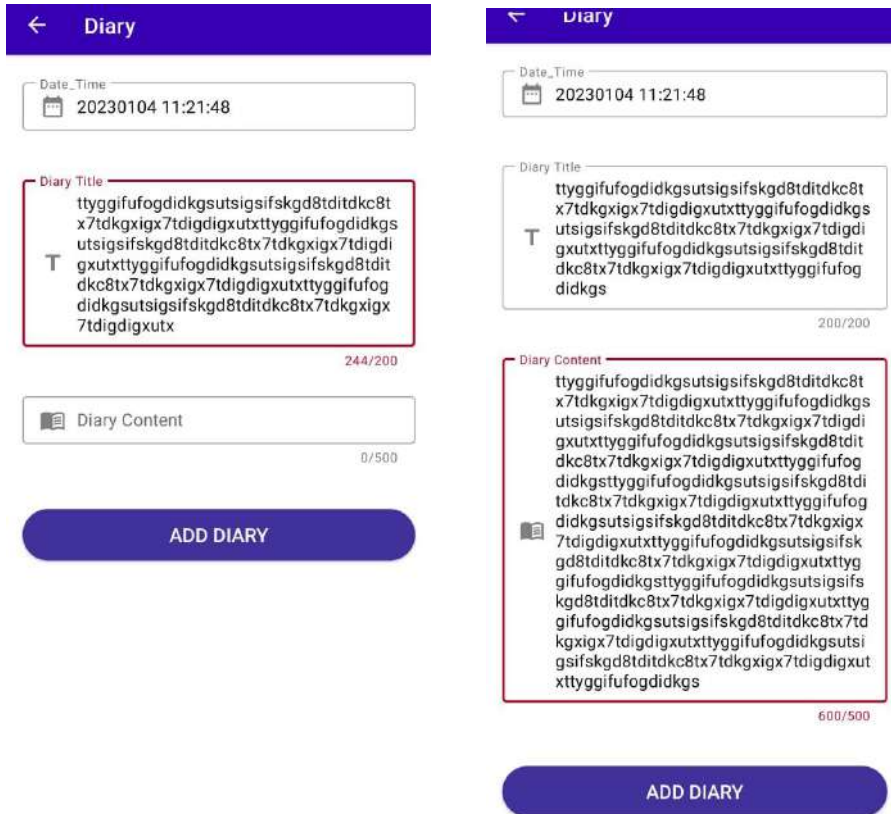 Diary
Date_Time
20230104 11:21:48
Diary Title
ttyggifufogdidkgsutsigsifskgd8tditdkc8t
x7tdkgxigx7tdigdigxutxttyggifufogdidkgs
utsigsifskgd8tditdkc8tx7tdkgxigx7tdigdi
gxutxttyggifufogdidkgsutsigsifskgd8tdit
dkc8tx7tdkgxigx7tdigdigxutxttyggifufog
didkgsutsigsifskgd8tditdkc8tx7tdkgxigx
7tdigdigxutx
244/200
Diary Content
0/500
ADD DIARY
Diary
Date_Time
20230104 11:21:48
Diary Title
ttyggifufogdidkgsutsigsifskgd8tditdkc8t
x7tdkgxigx7tdigdigxutxttyggifufogdidkgs
utsigsifskgd8tditdkc8tx7tdkgxigx7tdigdi
gxutxttyggifufogdidkgsutsigsifskgd8tdit
dkc8tx7tdkgxigx7tdigdigxutxttyggifufog
didkgs
200/200
Diary Content
ttyggifufogdidkgsutsigsifskgd8tditdkc8t
x7tdkgxigx7tdigdigxutxttyggifufogdidkgs
utsigsifskgd8tditdkc8tx7tdkgxigx7tdigdi
gxutxttyggifufogdidkgsutsigsifskgd8tdit
dkc8tx7tdkgxigx7tdigdigxutxttyggifufog
didkgsttyggifufogdidkgsutsigsifskgd8tdi
tdkc8tx7tdkgxigx7tdigdigxutxttyggifufog
didkgsutsigsifskgd8tditdkc8tx7tdkgxigx
7tdigdigxutxttyggifufogdidkgsutsigsifsk
gd8tditdkc8tx7tdkgxigx7tdigdigxutxttyg
gifufogdidkgsttyggifufogdidkgsutsigsifs
kgd8tditdkc8tx7tdkgxigx7tdigdigxutxttyg
gifufogdidkgsutsigsifskgd8tditdkc8tx7td
kgxigx7tdigdigxutxttyggifufogdidkgsutsi
gsifskgd8tditdkc8tx7tdkgxigx7tdigdigxut
xttyggifufogdidkgs
600/500
ADD DIARY